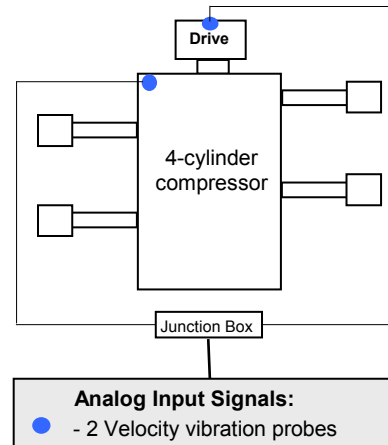 Drive
4-cylinder
compressor
Junction Box
Analog Input Signals:
- 2 Velocity vibration probes